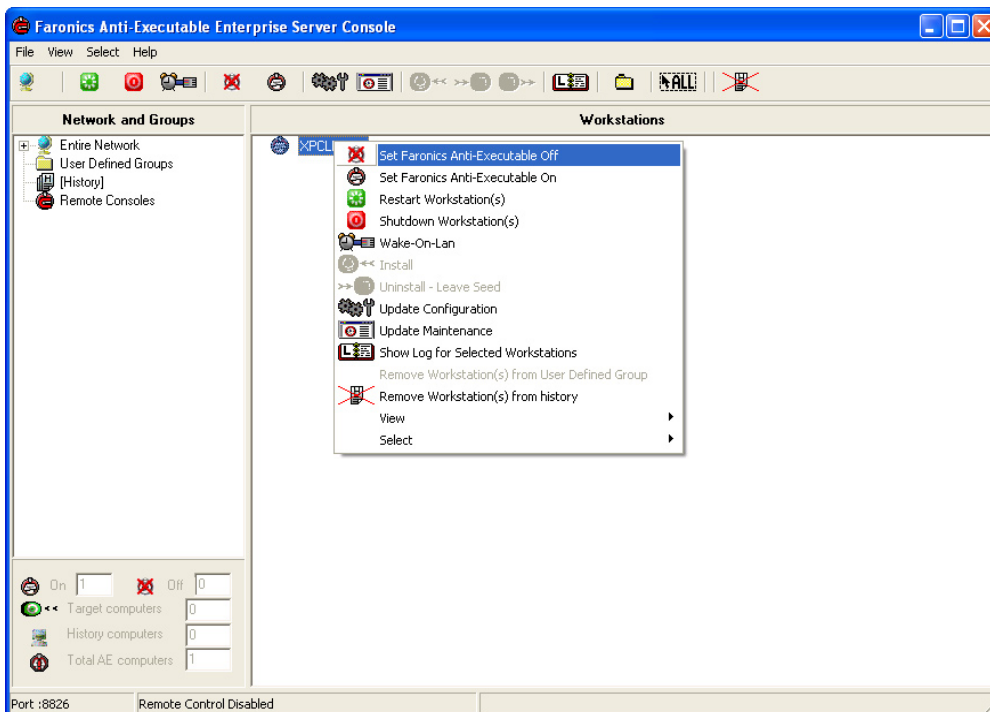 Faronics Anti-Executable Enterprise Server Console
File View Select Help
ALL
Network and Groups
Workstations
Entire Network
User Defined Groups
[History]
Remote Consoles
Set Faronics Anti-Executable Off
Set Faronics Anti-Executable On
Restart Workstation(s)
Shutdown Workstation(s)
Wake-On-Lan
Install
Uninstall - Leave Seed
Update Configuration
Update Maintenance
Show Log for Selected Workstations
Remove Workstation(s) from User Defined Group
Remove Workstation(s) from history
View
Select
On 1 Off 0
Target computers 0
History computers 0
Total AE computers 1
Port :8826 Remote Control Disabled